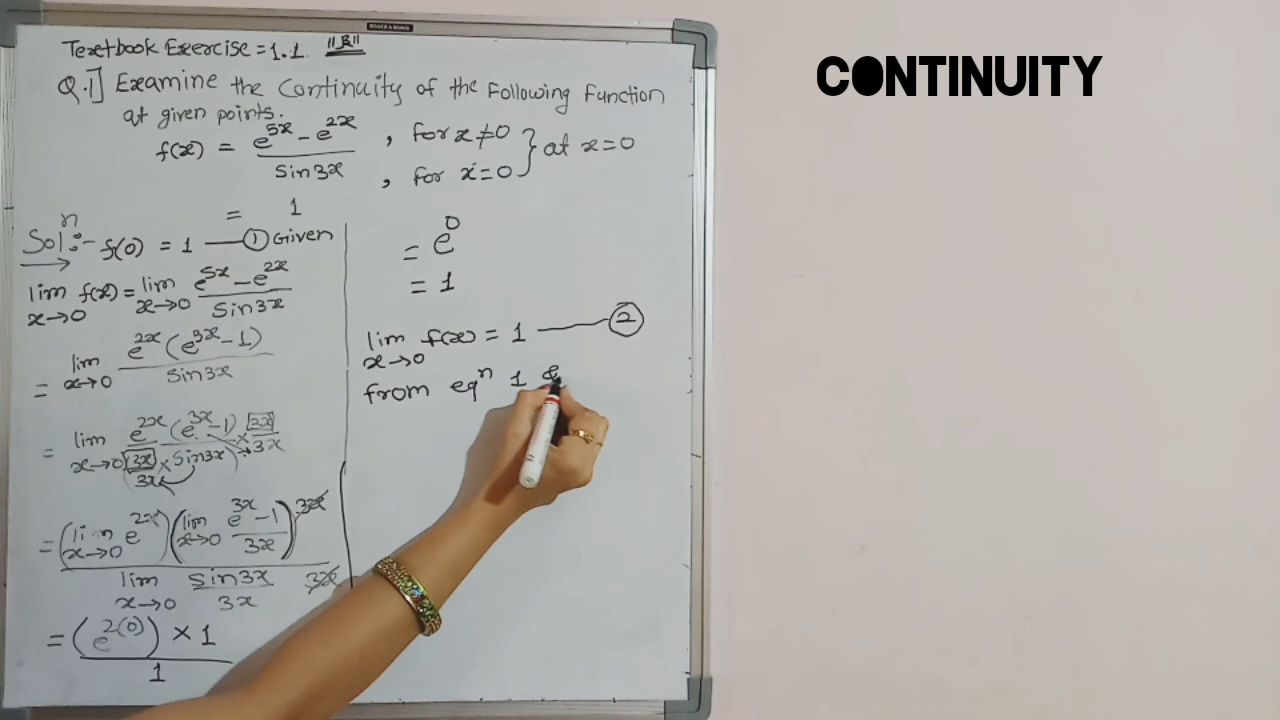 Textbook Exercise = 1.1 "B"
CONTINUITY
Q.1] Examine the Continuity of the Following Function
at given points.
f(x) = e^5x - e^2x / sin3x , for x≠0 } at x=0
= 1 , for x=0
Soln:- f(0) = 1 —① Given
lim x→0 f(x) = lim x→0 e^5x - e^2x / sin3x
= lim x→0 e^2x (e^3x - 1) / sin3x
= lim x→0 e^2x (e^3x - 1) × 3x / 3x × sin3x
3x 3x
= (lim x→0 e^2x) (lim x→0 e^3x - 1 / 3x) 3x
lim x→0 sin3x / 3x 3x
= (e^2(0)) × 1 / 1
= e^0
= 1
lim x→0 f(x) = 1 —②
from eqn 1 &